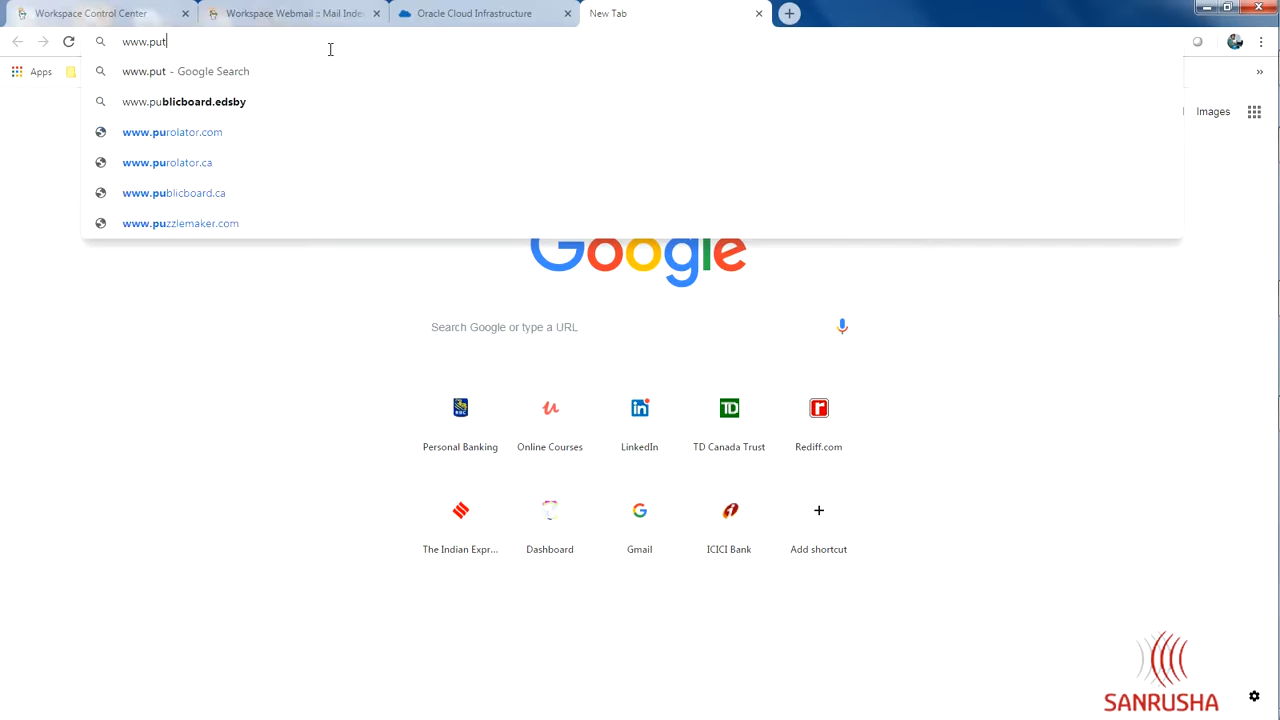 Workspace Control Center
Workspace Webmail :: Mail Inde
Oracle Cloud Infrastructure
New Tab
www.put
Apps
www.put - Google Search
www.publicboard.edsby
www.purolator.com
www.purolator.ca
www.publicboard.ca
www.puzzlemaker.com
Images
Google
Search Google or type a URL
Personal Banking
Online Courses
LinkedIn
TD Canada Trust
Rediff.com
The Indian Expr...
Dashboard
Gmail
ICICI Bank
Add shortcut
SANRUSHA